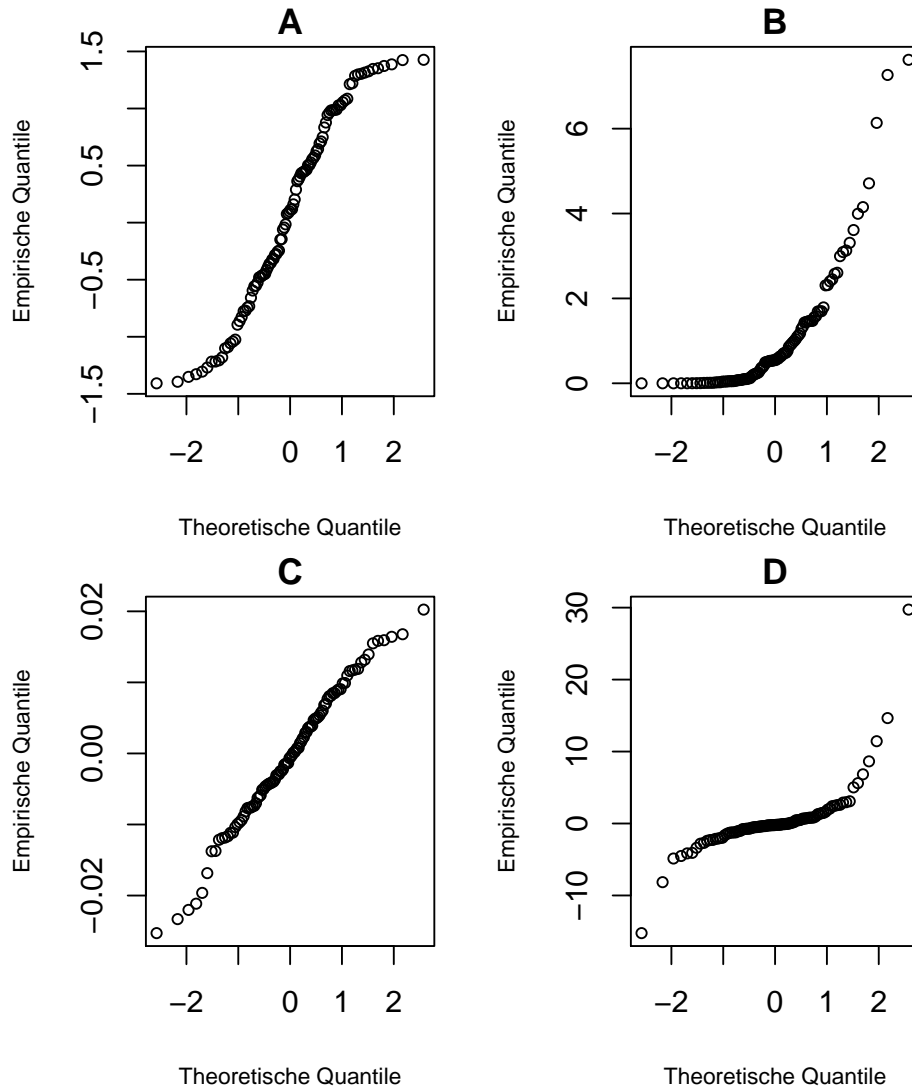 A
Empirische Quantile
1.5
0.5
−0.5
−1.5
−2 0 1 2
Theoretische Quantile
B
Empirische Quantile
6
4
2
0
−2 0 1 2
Theoretische Quantile
C
Empirische Quantile
0.02
0.00
−0.02
−2 0 1 2
Theoretische Quantile
D
Empirische Quantile
30
20
10
0
−10
−2 0 1 2
Theoretische Quantile